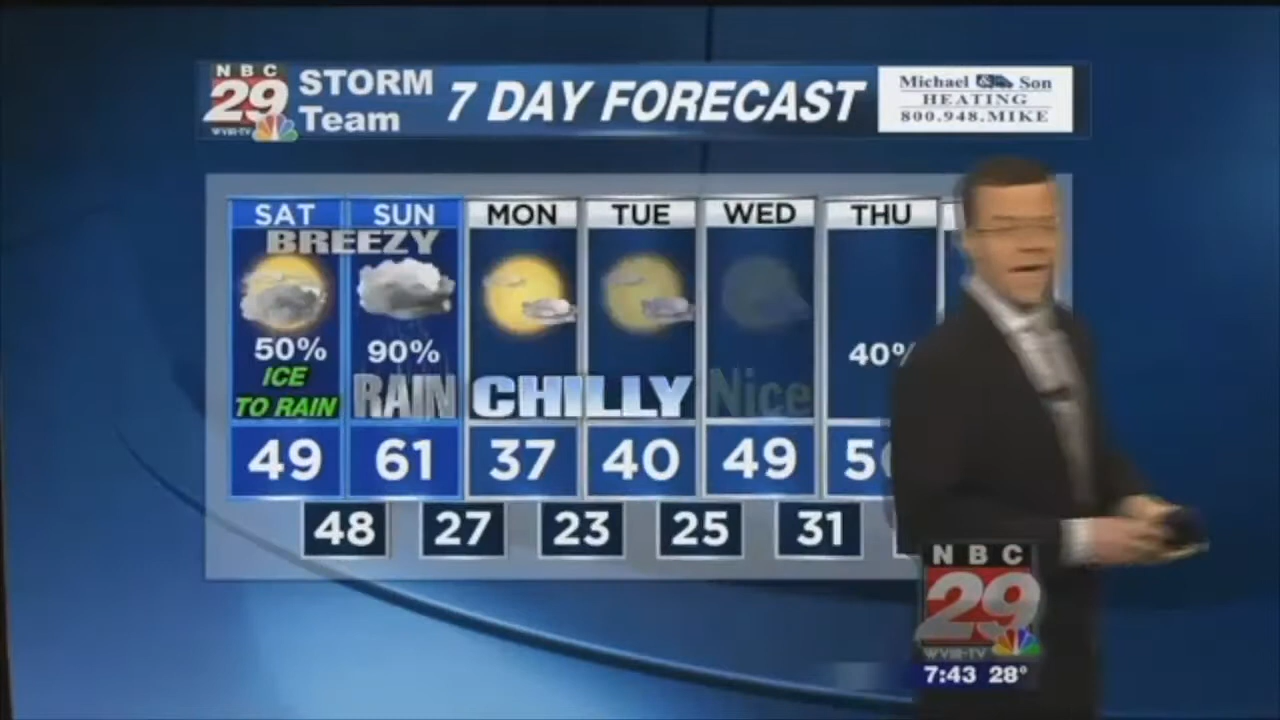 NBC
29
WVIR-TV
STORM
Team
7 DAY FORECAST
Michael & Son
HEATING
800.948.MIKE
SAT SUN MON TUE WED THU
BREEZY
50% 90% 40%
ICE
TO RAIN
RAIN
CHILLY
Nice
49 61 37 40 49
48 27 23 25 31
NBC
29
WVIR-TV
7:43 28°